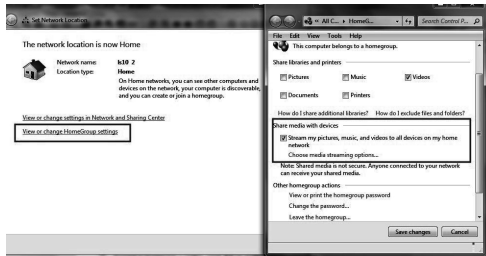 Set Network Location
The network location is now Home
Network name b10 2
Location type: Home
On Home networks, you can see other computers and
devices on the network, your computer is discoverable,
and you can create or join a homegroup.
View or change settings in Network and Sharing Center
View or change HomeGroup settings
« All C... ▸ HomeG...
Search Control P...
File Edit View Tools Help
This computer belongs to a homegroup.
Share libraries and printers
Pictures Music Videos
Documents Printers
How do I share additional libraries? How do I exclude files and folders?
Share media with devices
Stream my pictures, music, and videos to all devices on my home
network
Choose media streaming options...
Note: Shared media is not secure. Anyone connected to your network
can receive your shared media.
Other homegroup actions
View or print the homegroup password
Change the password...
Leave the homegroup...
Save changes Cancel